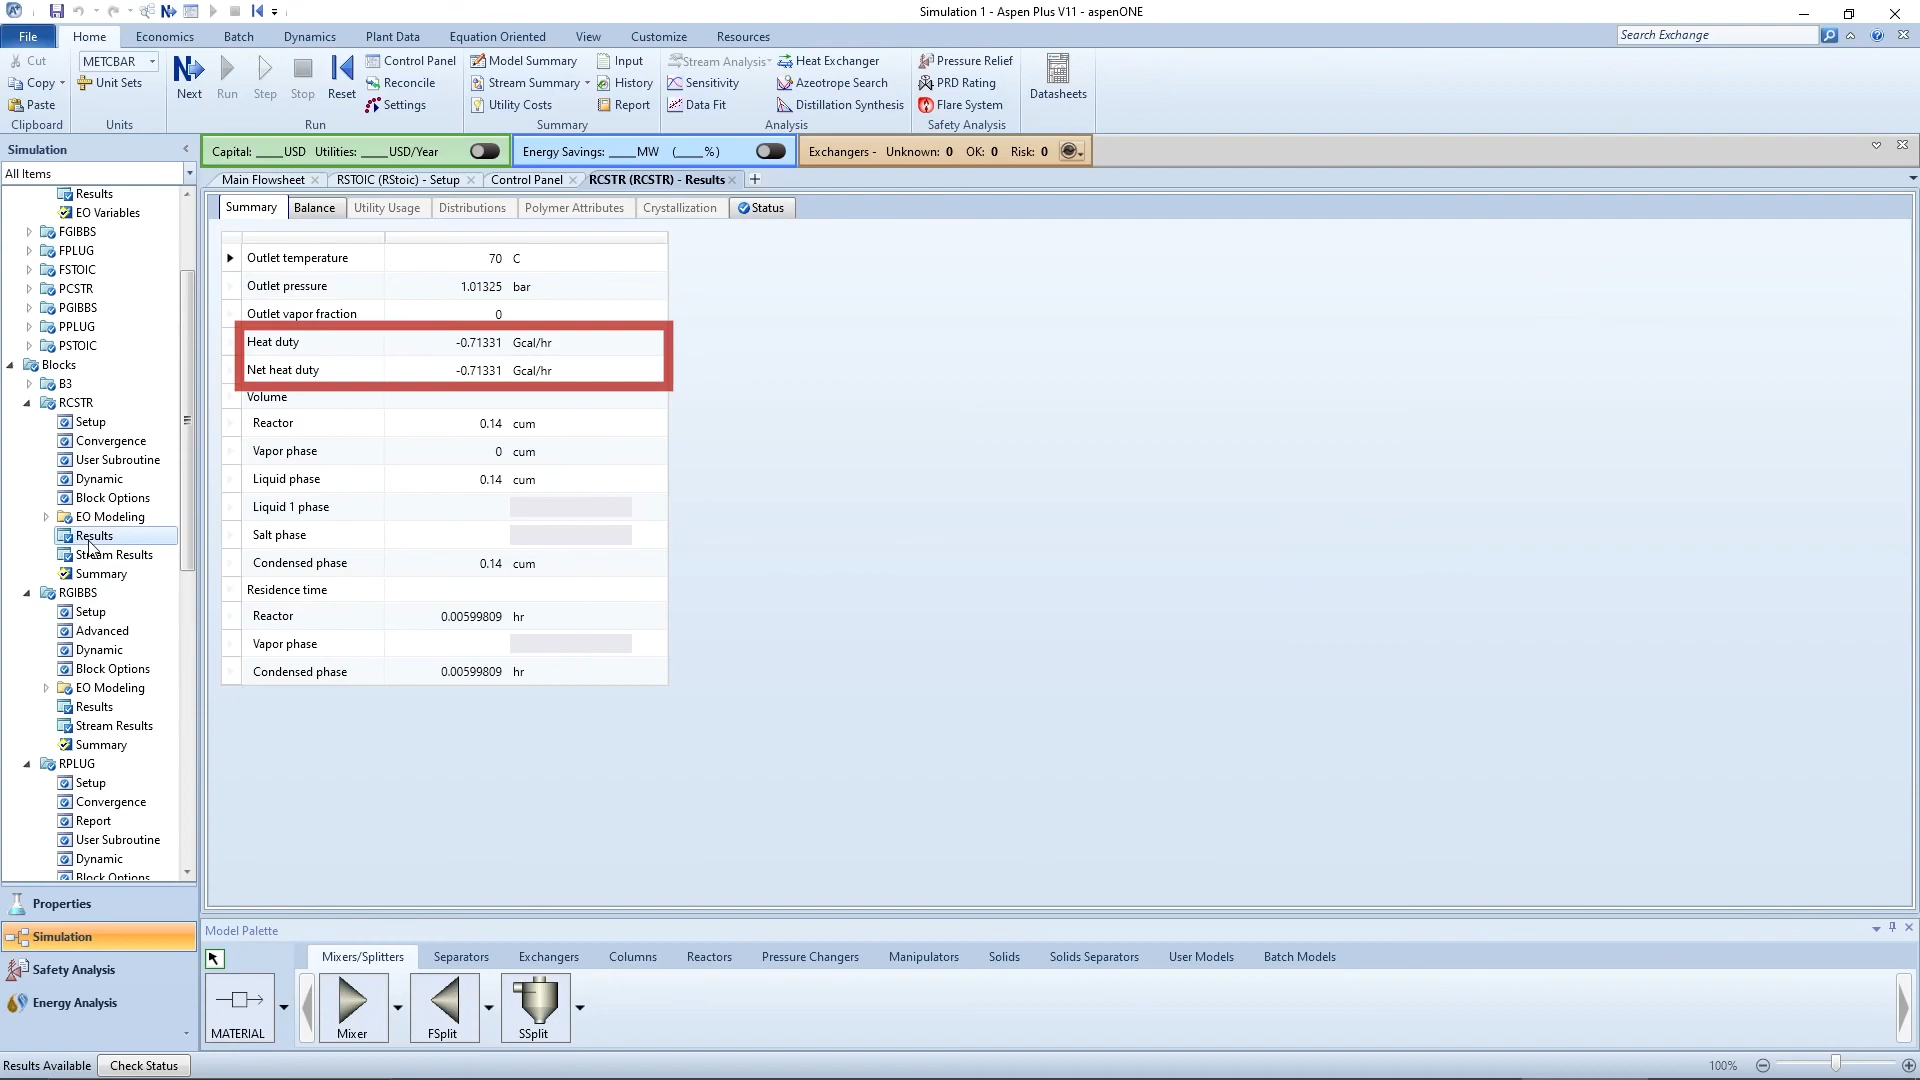 Simulation 1 - Aspen Plus V11 - aspenONE
File Home Economics Batch Dynamics Plant Data Equation Oriented View Customize Resources Search Exchange
Cut METCBAR Control Panel Model Summary Input Stream Analysis Heat Exchanger Pressure Relief
Copy Unit Sets Next Run Step Stop Reset Reconcile Stream Summary History Sensitivity Azeotrope Search PRD Rating Datasheets
Paste Settings Utility Costs Report Data Fit Distillation Synthesis Flare System
Clipboard Units Run Summary Analysis Safety Analysis
Simulation
Capital: ____USD Utilities: ____USD/Year Energy Savings: ____MW (____%) Exchangers - Unknown: 0 OK: 0 Risk: 0
All Items
Main Flowsheet RSTOIC (RStoic) - Setup Control Panel RCSTR (RCSTR) - Results +
Summary Balance Utility Usage Distributions Polymer Attributes Crystallization Status
Results
EO Variables
FGIBBS
FPLUG
FSTOIC
PCSTR
PGIBBS
PPLUG
PSTOIC
Blocks
B3
RCSTR
Setup
Convergence
User Subroutine
Dynamic
Block Options
EO Modeling
Results
Stream Results
Summary
RGIBBS
Setup
Advanced
Dynamic
Block Options
EO Modeling
Results
Stream Results
Summary
RPLUG
Setup
Convergence
Report
User Subroutine
Dynamic
Block Options
Outlet temperature 70 C
Outlet pressure 1.01325 bar
Outlet vapor fraction 0
Heat duty -0.71331 Gcal/hr
Net heat duty -0.71331 Gcal/hr
Volume
Reactor 0.14 cum
Vapor phase 0 cum
Liquid phase 0.14 cum
Liquid 1 phase
Salt phase
Condensed phase 0.14 cum
Residence time
Reactor 0.00599809 hr
Vapor phase
Condensed phase 0.00599809 hr
Properties
Simulation
Safety Analysis
Energy Analysis
Model Palette
Mixers/Splitters Separators Exchangers Columns Reactors Pressure Changers Manipulators Solids Solids Separators User Models Batch Models
MATERIAL Mixer FSplit SSplit
Results Available Check Status 100%